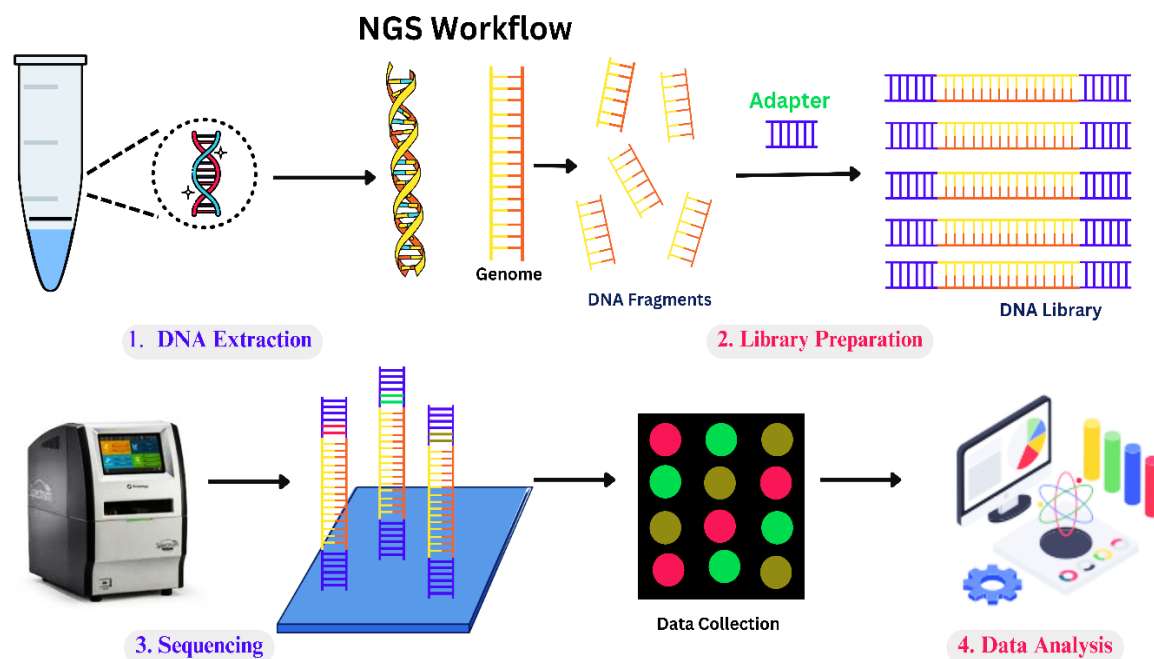 NGS Workflow
Adapter
Genome
DNA Fragments
DNA Library
1. DNA Extraction
2. Library Preparation
Spectrum
Data Collection
3. Sequencing
4. Data Analysis